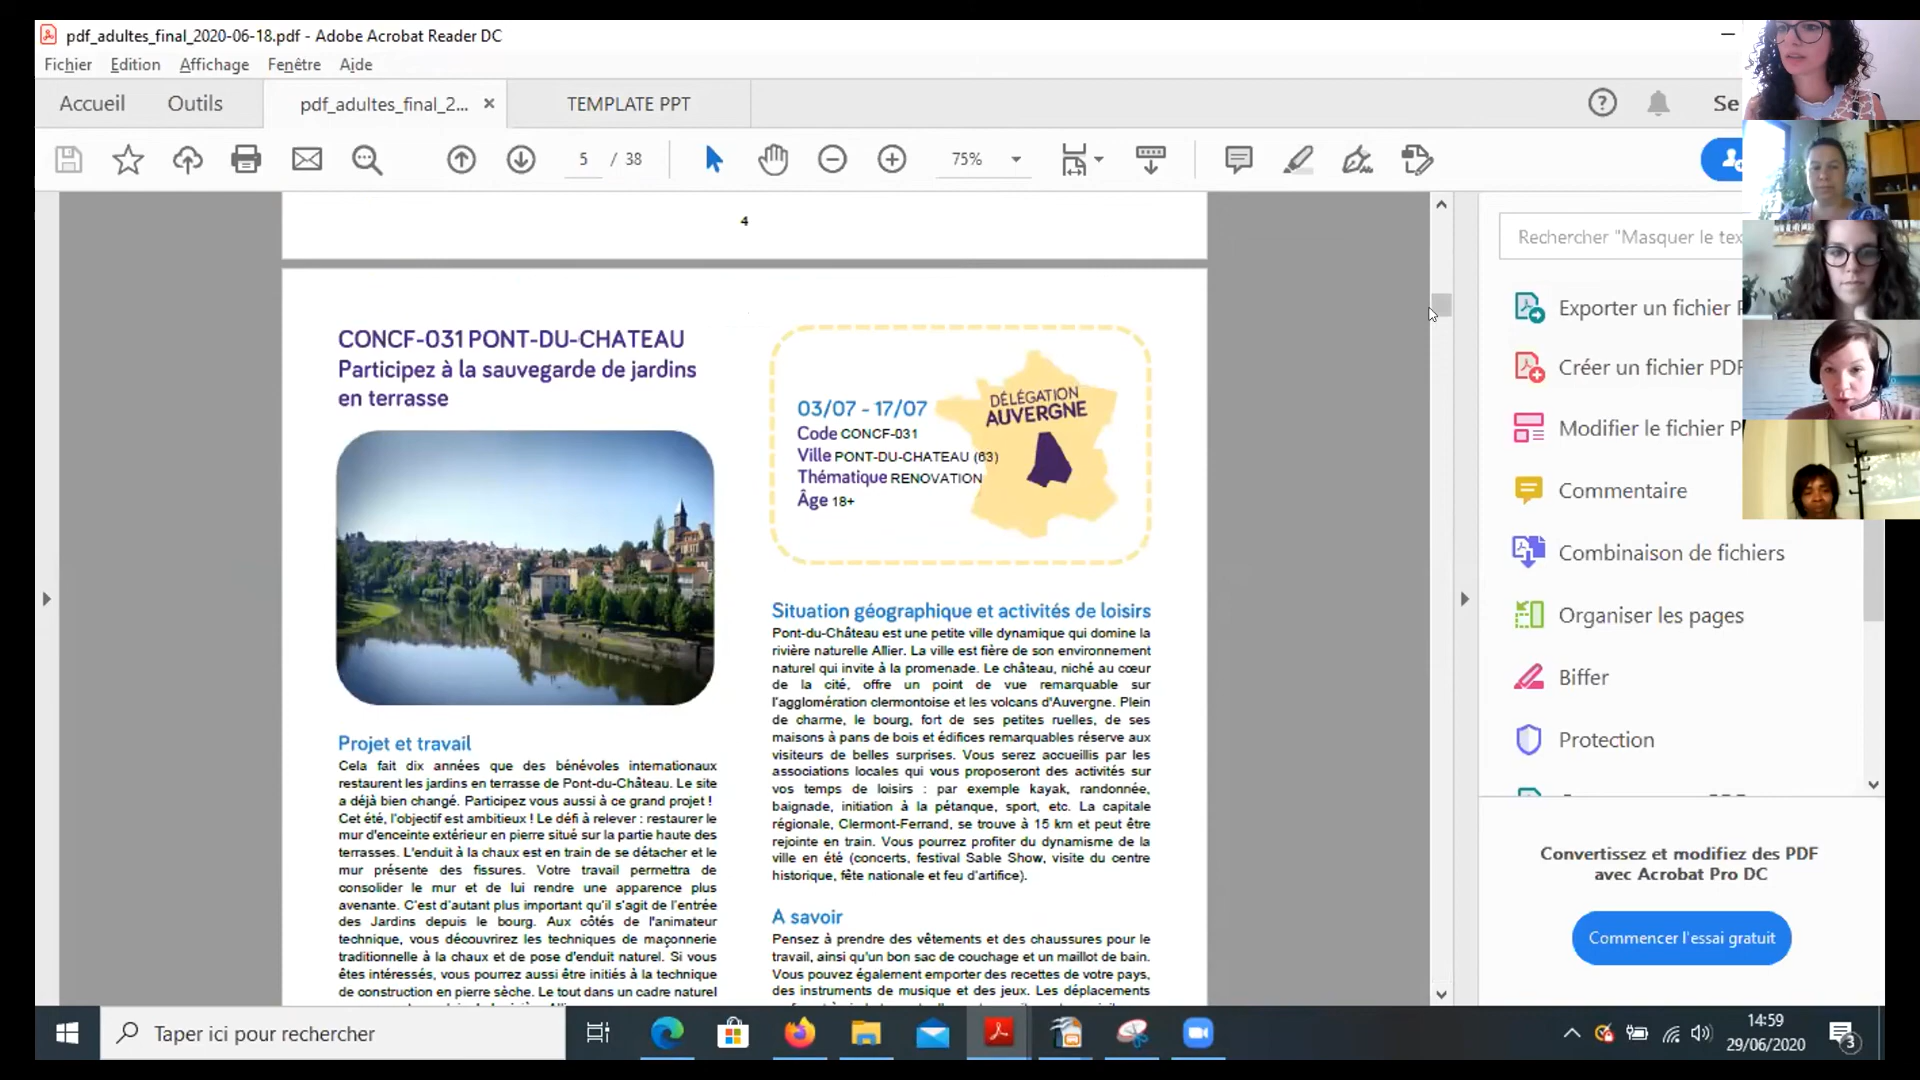 pdf_adultes_final_2020-06-18.pdf - Adobe Acrobat Reader DC
Fichier Edition Affichage Fenêtre Aide
Accueil Outils pdf_adultes_final_2... × TEMPLATE PPT Se
5 / 38 75%
4
CONCF-031 PONT-DU-CHATEAU
Participez à la sauvegarde de jardins
en terrasse
Projet et travail
Cela fait dix années que des bénévoles internationaux
restaurent les jardins en terrasse de Pont-du-Château. Le site
a déjà bien changé. Participez vous aussi à ce grand projet !
Cet été, l'objectif est ambitieux ! Le défi à relever : restaurer le
mur d'enceinte extérieur en pierre situé sur la partie haute des
terrasses. L'enduit à la chaux est en train de se détacher et le
mur présente des fissures. Votre travail permettra de
consolider le mur et de lui rendre une apparence plus
avenante. C'est d'autant plus important qu'il s'agit de l'entrée
des Jardins depuis le bourg. Aux côtés de l'animateur
technique, vous découvrirez les techniques de maçonnerie
traditionnelle à la chaux et de pose d'enduit naturel. Si vous
êtes intéressés, vous pourrez aussi être initiés à la technique
de construction en pierre sèche. Le tout dans un cadre naturel
03/07 - 17/07
Code CONCF-031
Ville PONT-DU-CHATEAU (63)
Thématique RENOVATION
Âge 18+
DÉLÉGATION
AUVERGNE
Situation géographique et activités de loisirs
Pont-du-Château est une petite ville dynamique qui domine la
rivière naturelle Allier. La ville est fière de son environnement
naturel qui invite à la promenade. Le château, niché au cœur
de la cité, offre un point de vue remarquable sur
l'agglomération clermontoise et les volcans d'Auvergne. Plein
de charme, le bourg, fort de ses petites ruelles, de ses
maisons à pans de bois et édifices remarquables réserve aux
visiteurs de belles surprises. Vous serez accueillis par les
associations locales qui vous proposeront des activités sur
vos temps de loisirs : par exemple kayak, randonnée,
baignade, initiation à la pétanque, sport, etc. La capitale
régionale, Clermont-Ferrand, se trouve à 15 km et peut être
rejointe en train. Vous pourrez profiter du dynamisme de la
ville en été (concerts, festival Sable Show, visite du centre
historique, fête nationale et feu d'artifice).
A savoir
Pensez à prendre des vêtements et des chaussures pour le
travail, ainsi qu'un bon sac de couchage et un maillot de bain.
Vous pouvez également emporter des recettes de votre pays,
des instruments de musique et des jeux. Les déplacements
Rechercher "Masquer le tex
Exporter un fichier P
Créer un fichier PDF
Modifier le fichier P
Commentaire
Combinaison de fichiers
Organiser les pages
Biffer
Protection
Convertissez et modifiez des PDF
avec Acrobat Pro DC
Commencer l'essai gratuit
Taper ici pour rechercher
14:59
29/06/2020
3